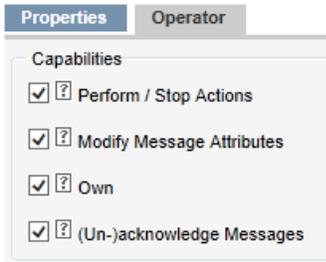 Properties Operator
Capabilities
? Perform / Stop Actions
? Modify Message Attributes
? Own
? (Un-)acknowledge Messages